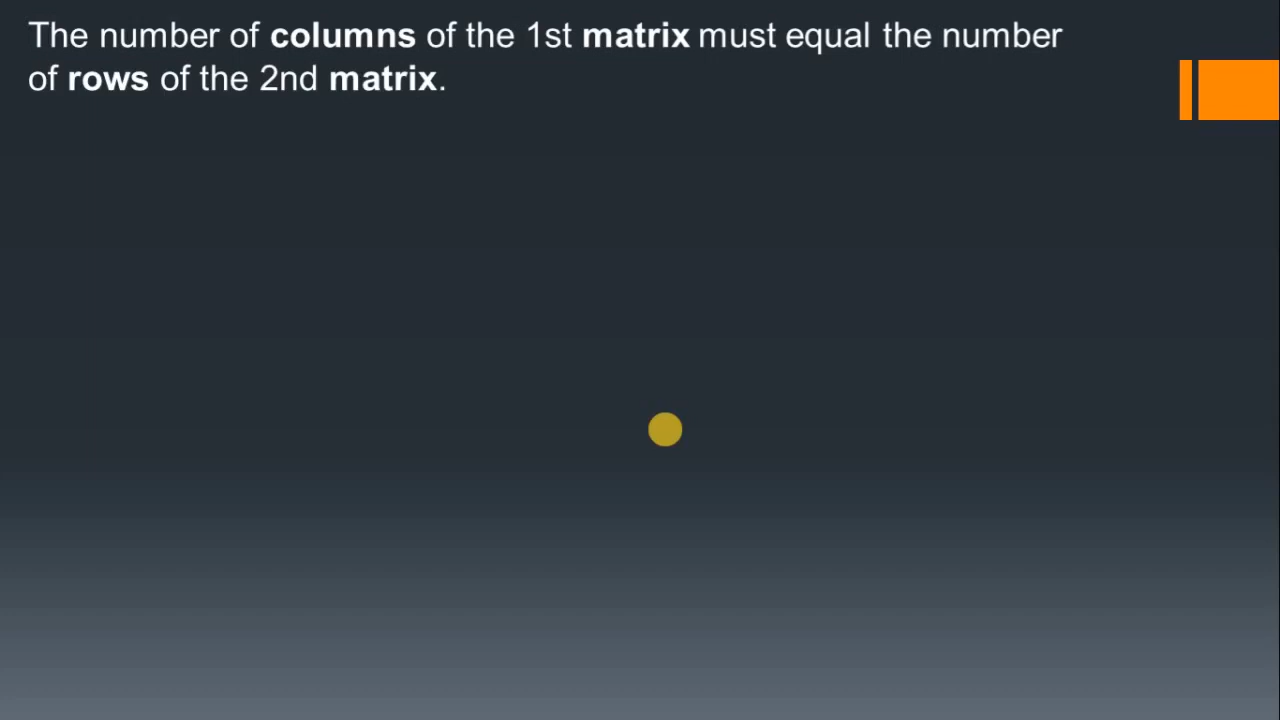 The number of columns of the 1st matrix must equal the number
of rows of the 2nd matrix.